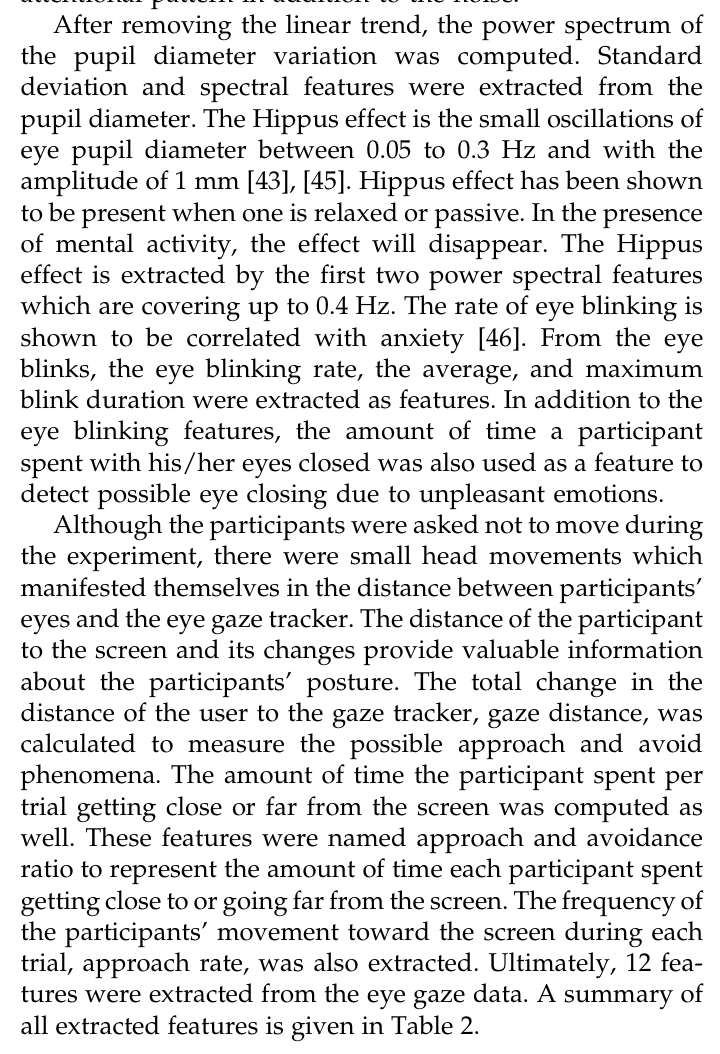 attentional pattern in addition to the noise.
After removing the linear trend, the power spectrum of
the pupil diameter variation was computed. Standard
deviation and spectral features were extracted from the
pupil diameter. The Hippus effect is the small oscillations of
eye pupil diameter between 0.05 to 0.3 Hz and with the
amplitude of 1 mm [43], [45]. Hippus effect has been shown
to be present when one is relaxed or passive. In the presence
of mental activity, the effect will disappear. The Hippus
effect is extracted by the first two power spectral features
which are covering up to 0.4 Hz. The rate of eye blinking is
shown to be correlated with anxiety [46]. From the eye
blinks, the eye blinking rate, the average, and maximum
blink duration were extracted as features. In addition to the
eye blinking features, the amount of time a participant
spent with his/her eyes closed was also used as a feature to
detect possible eye closing due to unpleasant emotions.
Although the participants were asked not to move during
the experiment, there were small head movements which
manifested themselves in the distance between participants’
eyes and the eye gaze tracker. The distance of the participant
to the screen and its changes provide valuable information
about the participants’ posture. The total change in the
distance of the user to the gaze tracker, gaze distance, was
calculated to measure the possible approach and avoid
phenomena. The amount of time the participant spent per
trial getting close or far from the screen was computed as
well. These features were named approach and avoidance
ratio to represent the amount of time each participant spent
getting close to or going far from the screen. The frequency of
the participants’ movement toward the screen during each
trial, approach rate, was also extracted. Ultimately, 12 fea-
tures were extracted from the eye gaze data. A summary of
all extracted features is given in Table 2.